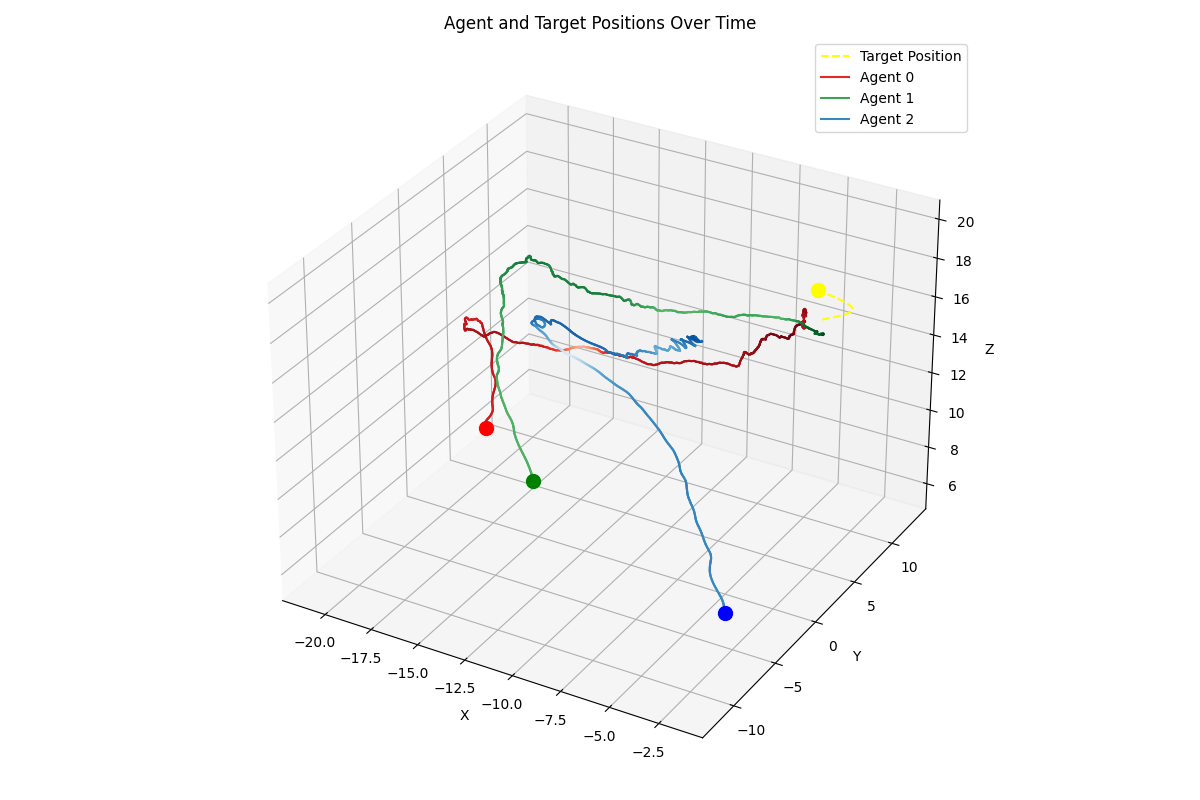 Agent and Target Positions Over Time
Target Position
Agent 0
Agent 1
Agent 2
20
18
16
14
12
10
8
6
Z
10
5
0
−5
−10
Y
−20.0
−17.5
−15.0
−12.5
−10.0
−7.5
−5.0
−2.5
X